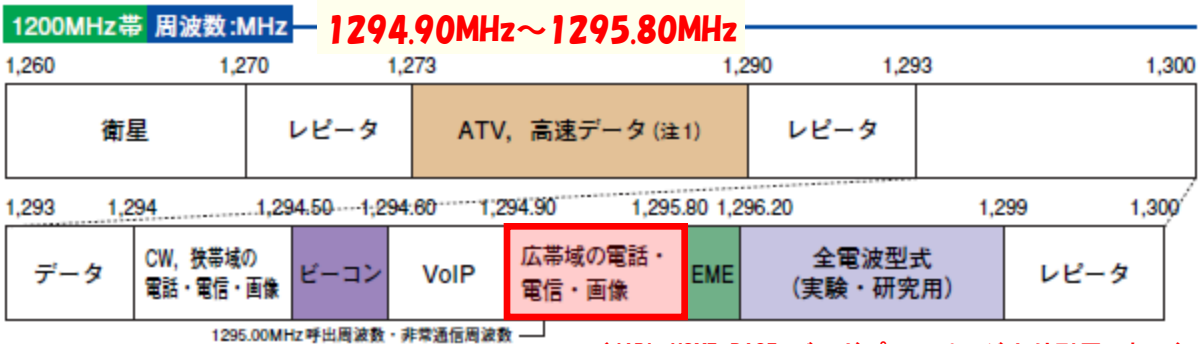 1200MHz帯 周波数:MHz 1294.90MHz～1295.80MHz
1,260 1,270 1,273 1,290 1,293 1,300
衛星 レピータ ATV，高速データ(注1) レピータ
1,293 1,294 1,294.50 1,294.60 1,294.90 1,295.80 1,296.20 1,299 1,300
データ
CW，狭帯域の
電話・電信・画像
ビーコン
VoIP
広帯域の電話・
電信・画像
EME
全電波型式
（実験・研究用）
レピータ
1295.00MHz呼出周波数・非常通信周波数